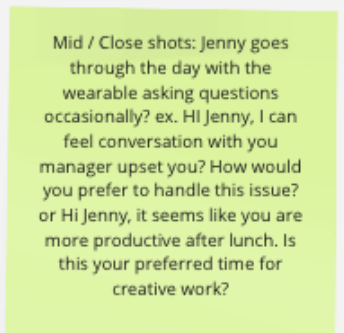 Mid / Close shots: Jenny goes
through the day with the
wearable asking questions
occasionally? ex. HI Jenny, I can
feel conversation with you
manager upset you? How would
you prefer to handle this issue?
or Hi Jenny, it seems like you are
more productive after lunch. Is
this your preferred time for
creative work?